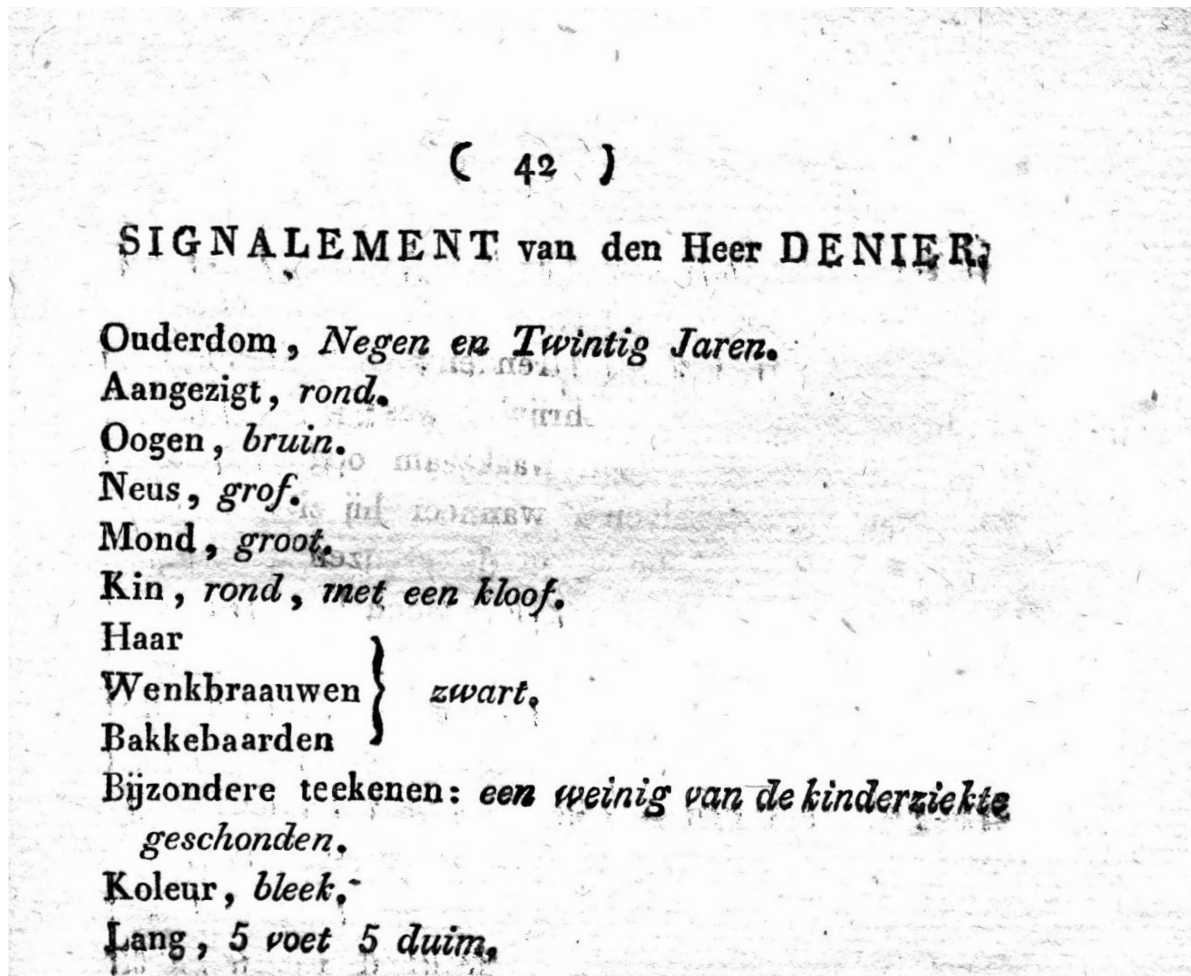 ( 42 )
SIGNALEMENT van den Heer DENIER.
Ouderdom, Negen en Twintig Jaren.
Aangezigt, rond.
Oogen, bruin.
Neus, grof.
Mond, groot.
Kin, rond, met een kloof.
Haar
Wenkbraauwen } zwart.
Bakkebaarden
Bijzondere teekenen: een weinig van de kinderziekte
geschonden.
Koleur, bleek.
Lang, 5 voet 5 duim.